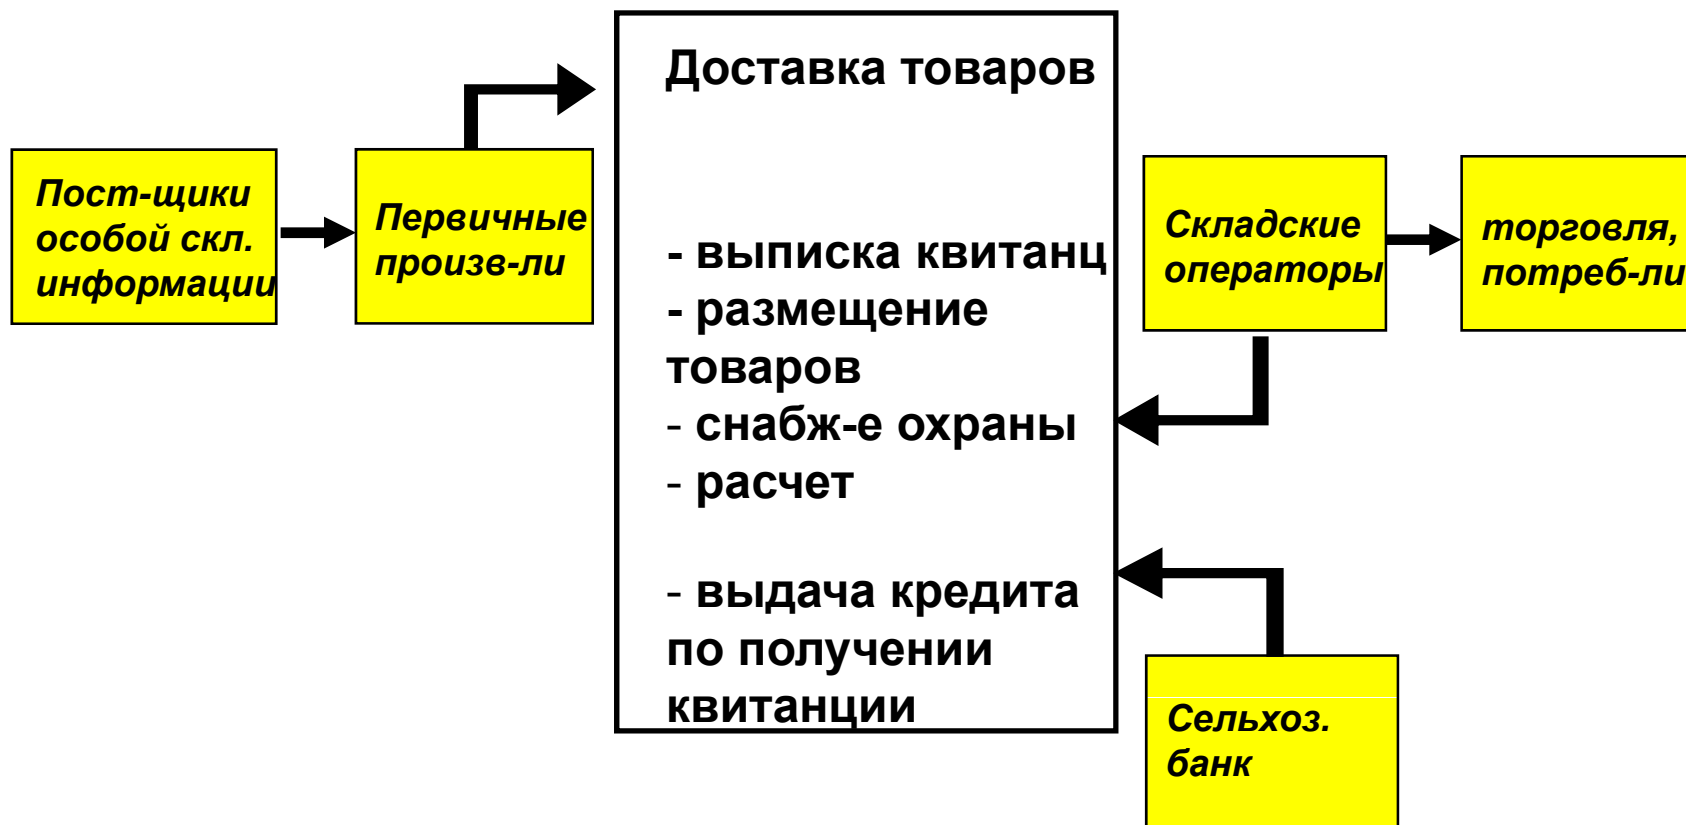 Пост-щики
особой скл.
информации
Первичные
произв-ли
Доставка товаров
- выписка квитанц
- размещение
товаров
- снабж-е охраны
- расчет
- выдача кредита
по получении
квитанции
Складские
операторы
торговля,
потреб-ли
Сельхоз.
банк